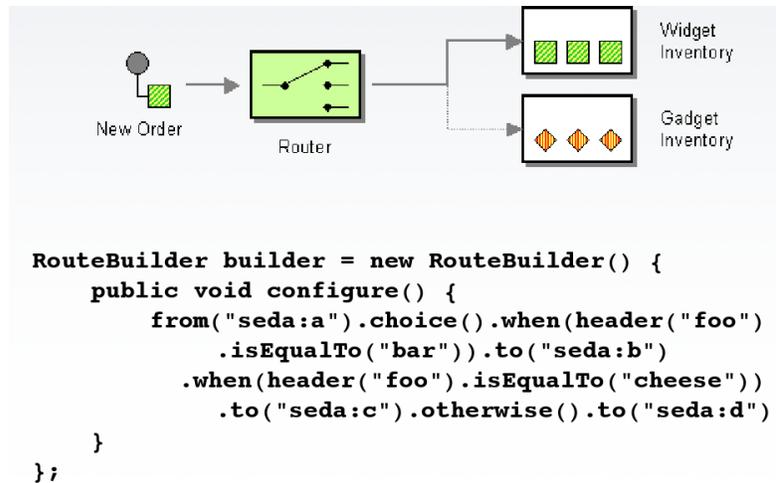 New Order
Router
Widget
Inventory
Gadget
Inventory
RouteBuilder builder = new RouteBuilder() {
    public void configure() {
        from("seda:a").choice().when(header("foo")
            .isEqualTo("bar")).to("seda:b")
          .when(header("foo").isEqualTo("cheese"))
            .to("seda:c").otherwise().to("seda:d")
    }
};